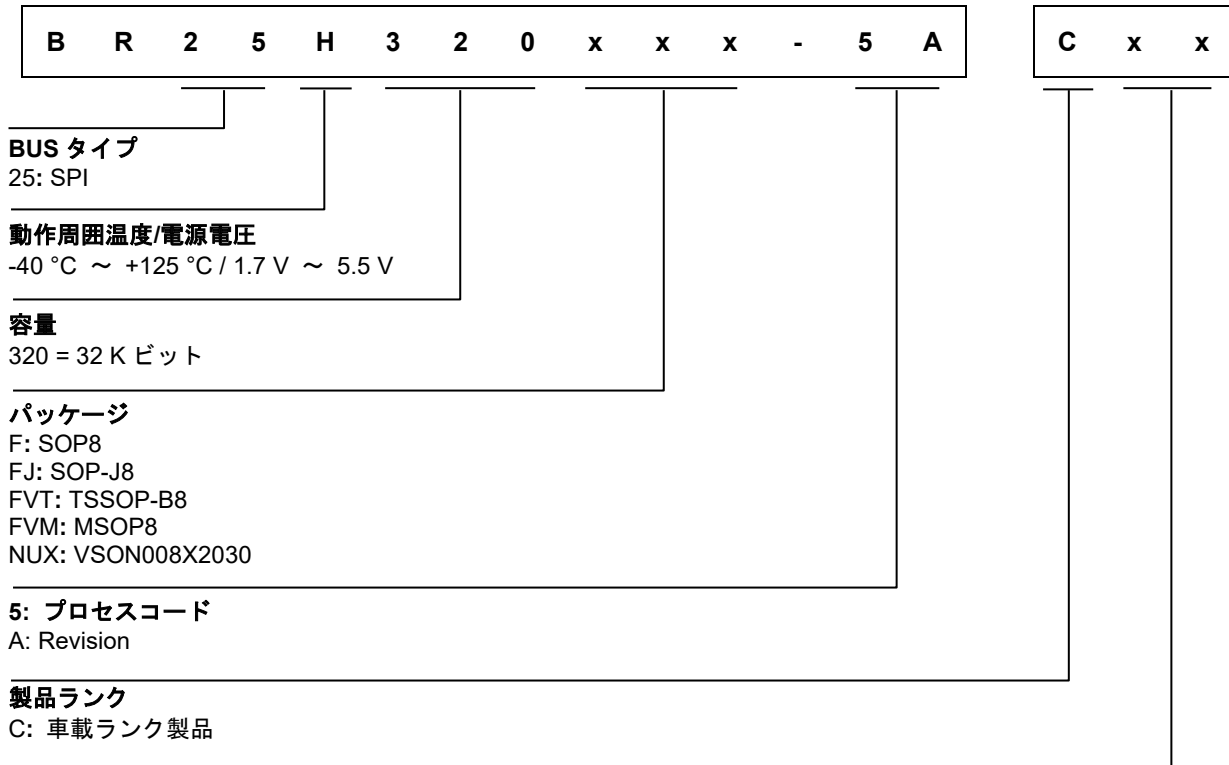 B R 2 5 H 3 2 0 x x x - 5 A C x x
BUS タイプ
25: SPI
動作周囲温度/電源電圧
-40 °C ～ +125 °C / 1.7 V ～ 5.5 V
容量
320 = 32 K ビット
パッケージ
F: SOP8
FJ: SOP-J8
FVT: TSSOP-B8
FVM: MSOP8
NUX: VSON008X2030
5: プロセスコード
A: Revision
製品ランク
C: 車載ランク製品